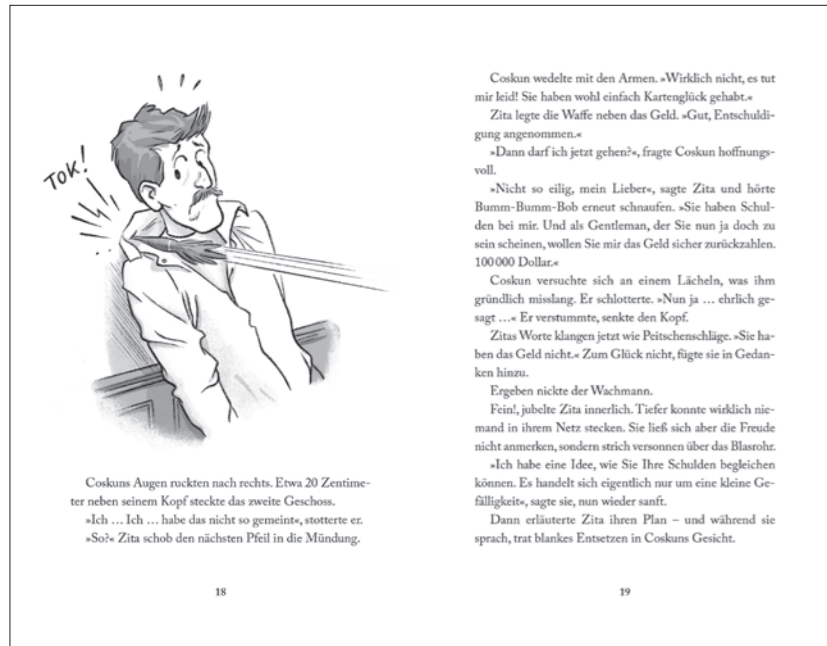 TOK!
Coskuns Augen ruckten nach rechts. Etwa 20 Zentime-
ter neben seinem Kopf steckte das zweite Geschoss.
»Ich … Ich … habe das nicht so gemeint«, stotterte er.
»So?« Zita schob den nächsten Pfeil in die Mündung.
18
Coskun wedelte mit den Armen. »Wirklich nicht, es tut
mir leid! Sie haben wohl einfach Kartenglück gehabt.«
Zita legte die Waffe neben das Geld. »Gut, Entschuldi-
gung angenommen.«
»Dann darf ich jetzt gehen?«, fragte Coskun hoffnungs-
voll.
»Nicht so eilig, mein Lieber«, sagte Zita und hörte
Bumm-Bumm-Bob erneut schnaufen. »Sie haben Schul-
den bei mir. Und als Gentleman, der Sie nun ja doch zu
sein scheinen, wollen Sie mir das Geld sicher zurückzahlen.
100 000 Dollar.«
Coskun versuchte sich an einem Lächeln, was ihm
gründlich misslang. Er schlotterte. »Nun ja … ehrlich ge-
sagt …« Er verstummte, senkte den Kopf.
Zitas Worte klangen jetzt wie Peitschenschläge. »Sie ha-
ben das Geld nicht.« Zum Glück nicht, fügte sie in Gedan-
ken hinzu.
Ergeben nickte der Wachmann.
Fein!, jubelte Zita innerlich. Tiefer konnte wirklich nie-
mand in ihrem Netz stecken. Sie ließ sich aber die Freude
nicht anmerken, sondern strich versonnen über das Blasrohr.
»Ich habe eine Idee, wie Sie Ihre Schulden begleichen
können. Es handelt sich eigentlich nur um eine kleine Ge-
fälligkeit«, sagte sie, nun wieder sanft.
Dann erläuterte Zita ihren Plan – und während sie
sprach, trat blankes Entsetzen in Coskuns Gesicht.
19